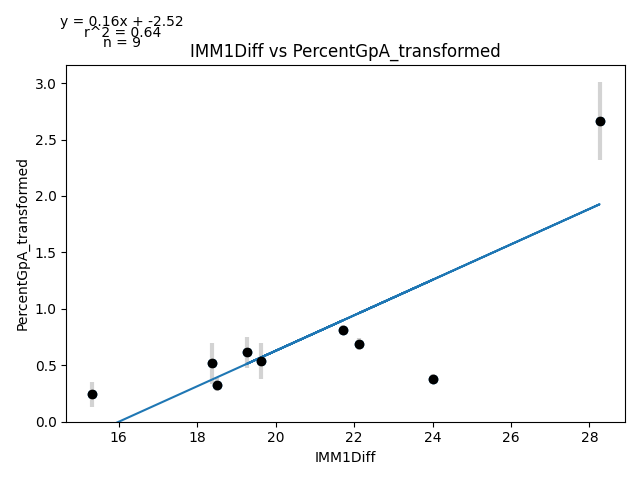 y = 0.16x + -2.52
r^2 = 0.64
n = 9
IMM1Diff vs PercentGpA_transformed
3.0
2.5
2.0
1.5
1.0
0.5
0.0
PercentGpA_transformed
16 18 20 22 24 26 28
IMM1Diff